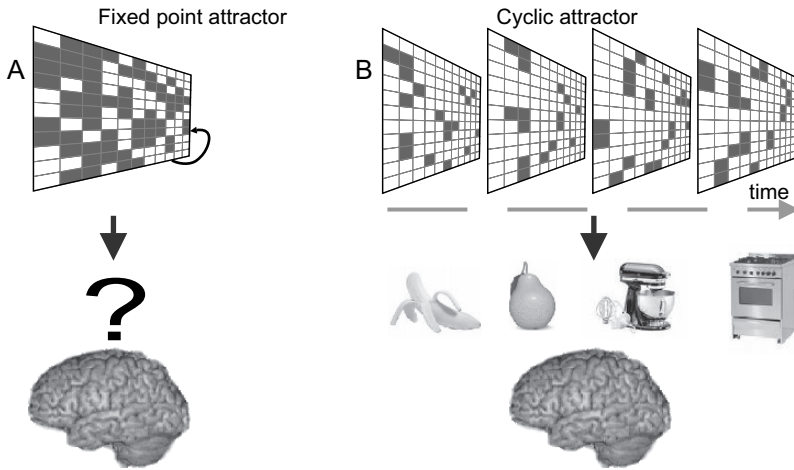 Fixed point attractor
Cyclic attractor
A
B
time
?